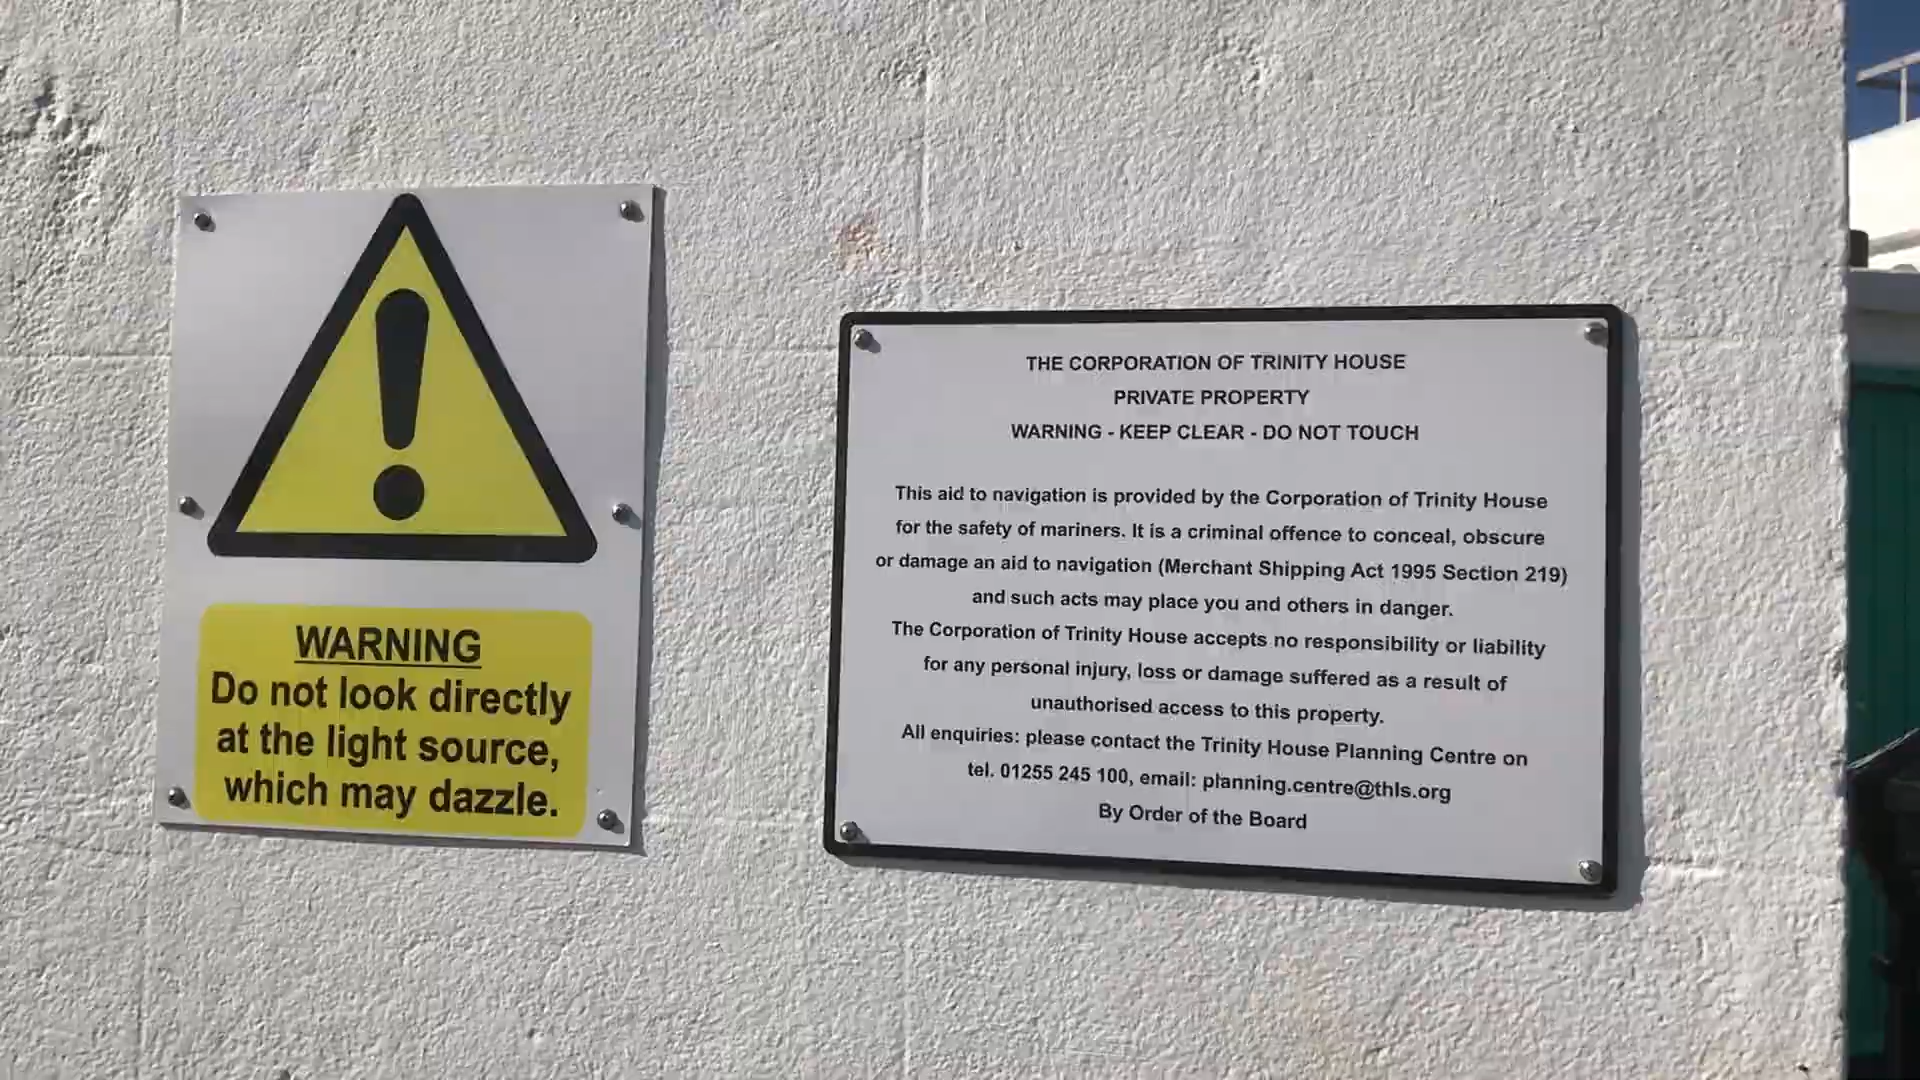 WARNING
Do not look directly
at the light source,
which may dazzle.
THE CORPORATION OF TRINITY HOUSE
PRIVATE PROPERTY
WARNING - KEEP CLEAR - DO NOT TOUCH
This aid to navigation is provided by the Corporation of Trinity House
for the safety of mariners. It is a criminal offence to conceal, obscure
or damage an aid to navigation (Merchant Shipping Act 1995 Section 219)
and such acts may place you and others in danger.
The Corporation of Trinity House accepts no responsibility or liability
for any personal injury, loss or damage suffered as a result of
unauthorised access to this property.
All enquiries: please contact the Trinity House Planning Centre on
tel. 01255 245 100, email: planning.centre@thls.org
By Order of the Board